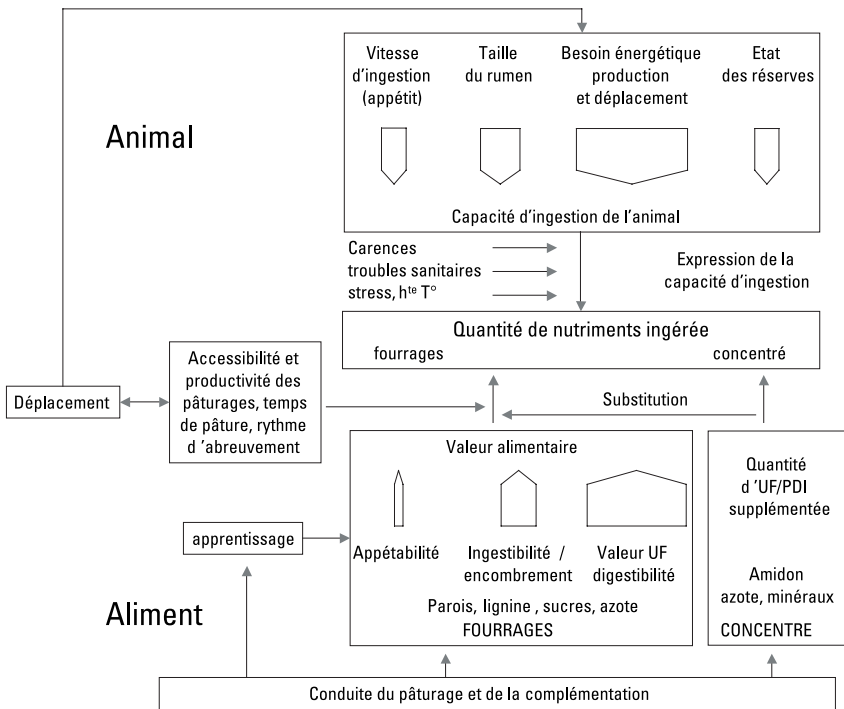 Vitesse
d'ingestion
(appétit)
Taille
du rumen
Besoin énergétique
production
et déplacement
Etat
des réserves
Animal
Capacité d'ingestion de l'animal
Carences
troubles sanitaires
stress, hte T°
Expression de la
capacité d'ingestion
Quantité de nutriments ingérée
fourrages
concentré
Accessibilité et
productivité des
pâturages, temps
de pâture, rythme
d 'abreuvement
Déplacement
Substitution
Valeur alimentaire
Quantité
d 'UF/PDI
supplémentée
apprentissage
Appétabilité
Ingestibilité /
encombrement
Valeur UF
digestibilité
Amidon
azote, minéraux
Parois, lignine , sucres, azote
FOURRAGES
CONCENTRE
Aliment
Conduite du pâturage et de la complémentation